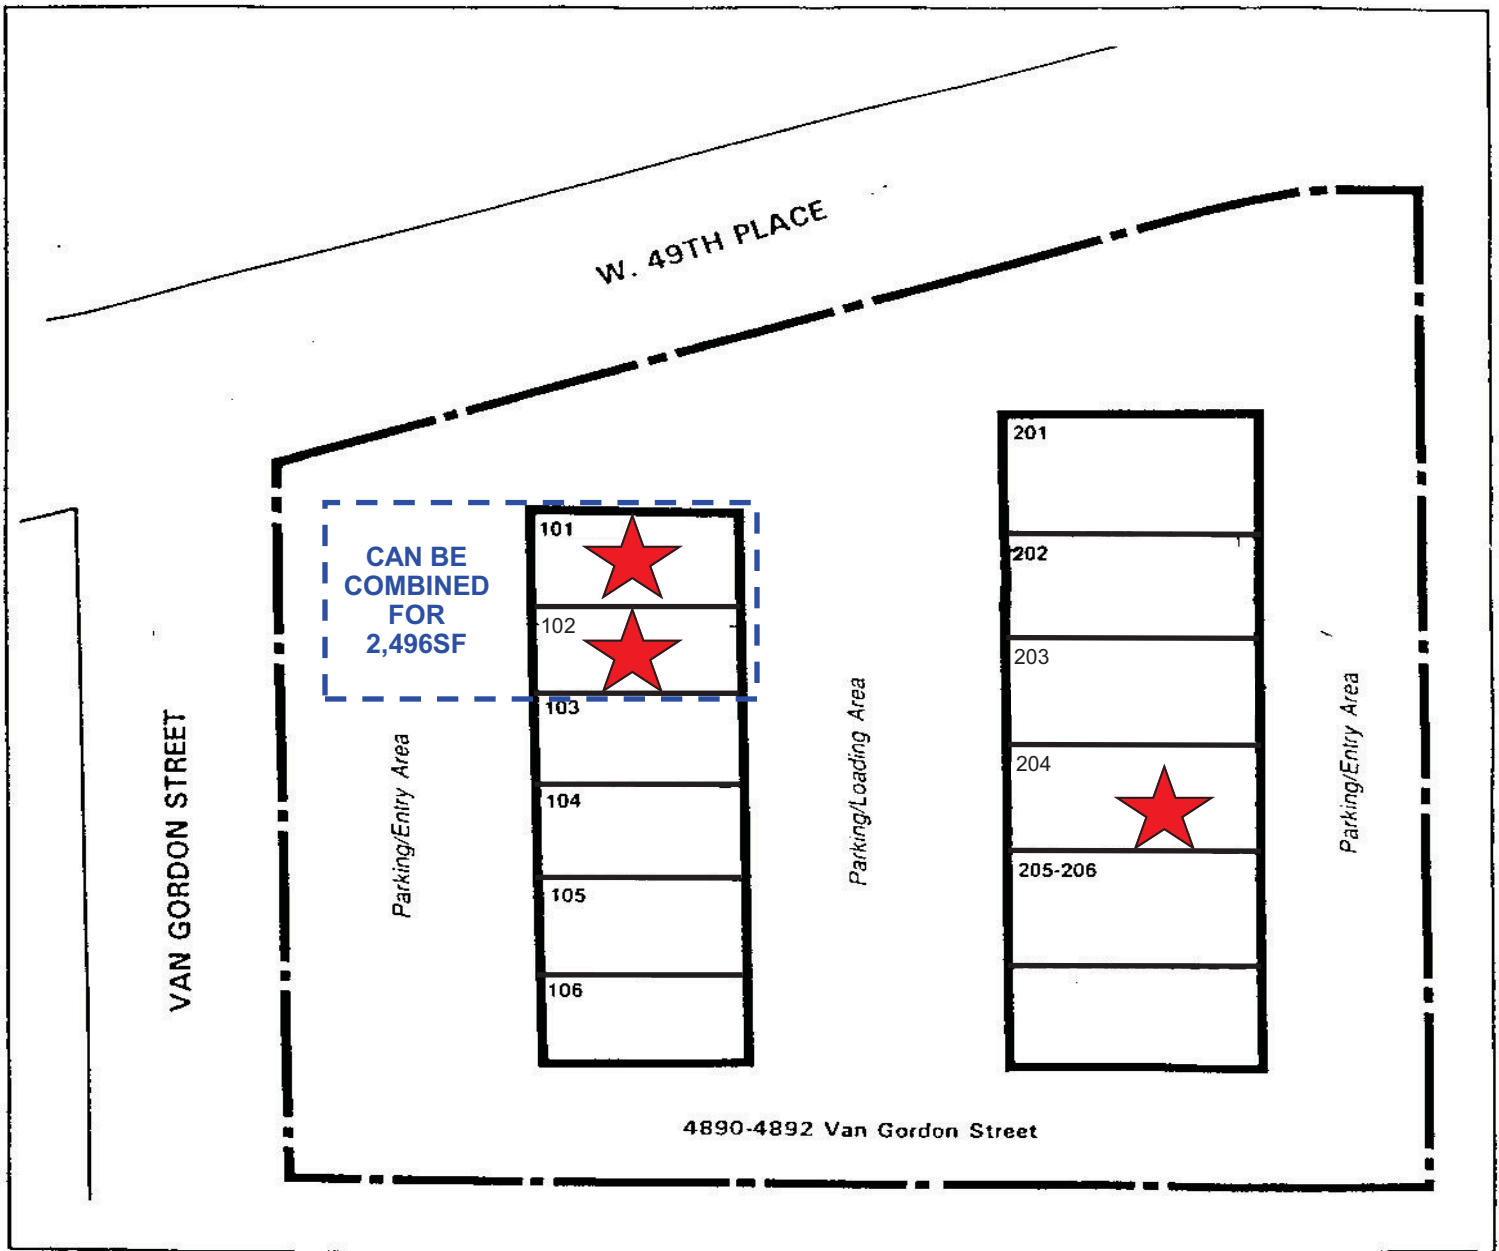 W. 49TH PLACE
VAN GORDON STREET
CAN BE
COMBINED
FOR
2,496SF
101
102
103
104
105
106
Parking/Entry Area
Parking/Loading Area
201
202
203
204
205-206
Parking/Entry Area
4890-4892 Van Gordon Street